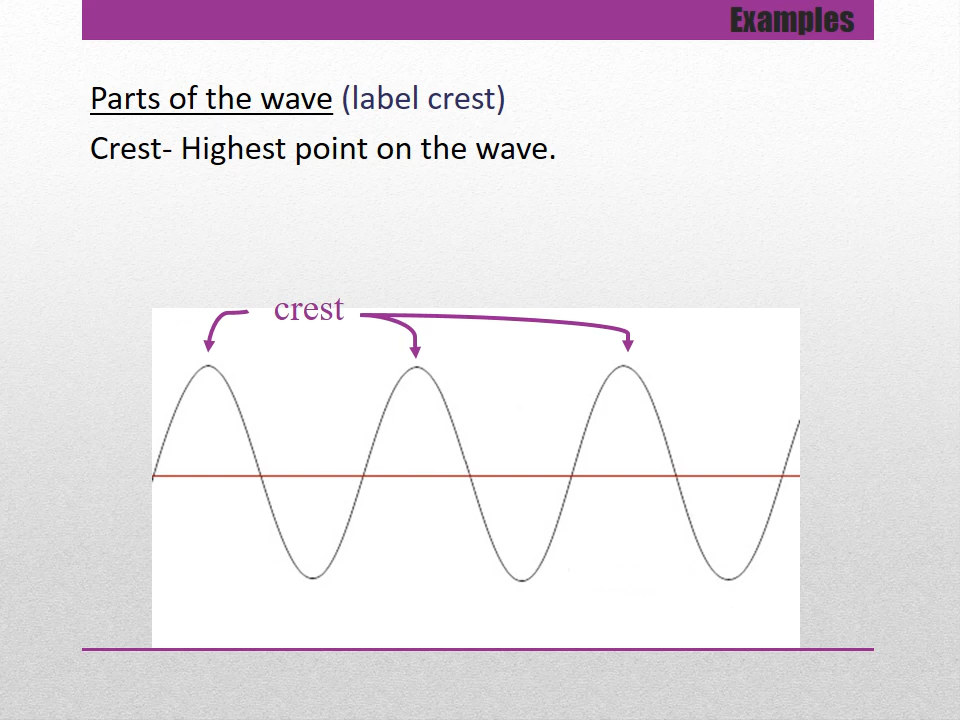 Examples
Parts of the wave (label crest)
Crest- Highest point on the wave.
crest